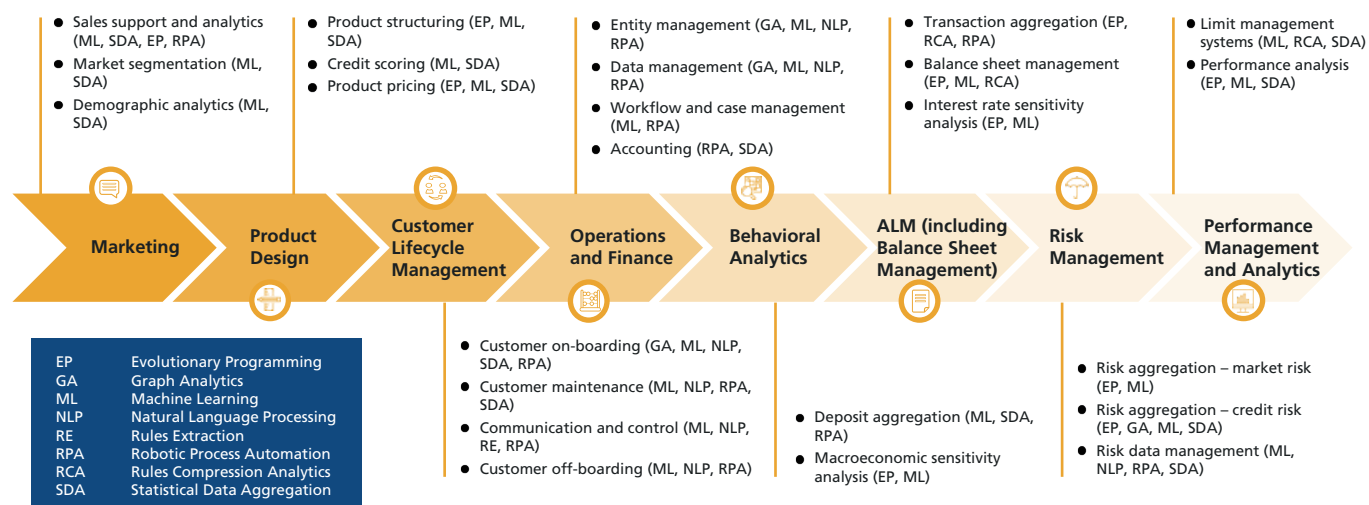 ● Sales support and analytics
(ML, SDA, EP, RPA)
● Market segmentation (ML,
SDA)
● Demographic analytics (ML,
SDA)
● Product structuring (EP, ML,
SDA)
● Credit scoring (ML, SDA)
● Product pricing (EP, ML, SDA)
● Entity management (GA, ML, NLP,
RPA)
● Data management (GA, ML, NLP,
RPA)
● Workflow and case management
(ML, RPA)
● Accounting (RPA, SDA)
● Transaction aggregation (EP,
RCA, RPA)
● Balance sheet management
(EP, ML, RCA)
● Interest rate sensitivity
analysis (EP, ML)
● Limit management
systems (ML, RCA, SDA)
● Performance analysis
(EP, ML, SDA)
Marketing
Product
Design
Customer
Lifecycle
Management
Operations
and Finance
Behavioral
Analytics
ALM (including
Balance Sheet
Management)
Risk
Management
Performance
Management
and Analytics
EP Evolutionary Programming
GA Graph Analytics
ML Machine Learning
NLP Natural Language Processing
RE Rules Extraction
RPA Robotic Process Automation
RCA Rules Compression Analytics
SDA Statistical Data Aggregation
● Customer on-boarding (GA, ML, NLP,
SDA, RPA)
● Customer maintenance (ML, NLP, RPA,
SDA)
● Communication and control (ML, NLP,
RE, RPA)
● Customer off-boarding (ML, NLP, RPA)
● Deposit aggregation (ML, SDA,
RPA)
● Macroeconomic sensitivity
analysis (EP, ML)
● Risk aggregation – market risk
(EP, ML)
● Risk aggregation – credit risk
(EP, GA, ML, SDA)
● Risk data management (ML,
NLP, RPA, SDA)